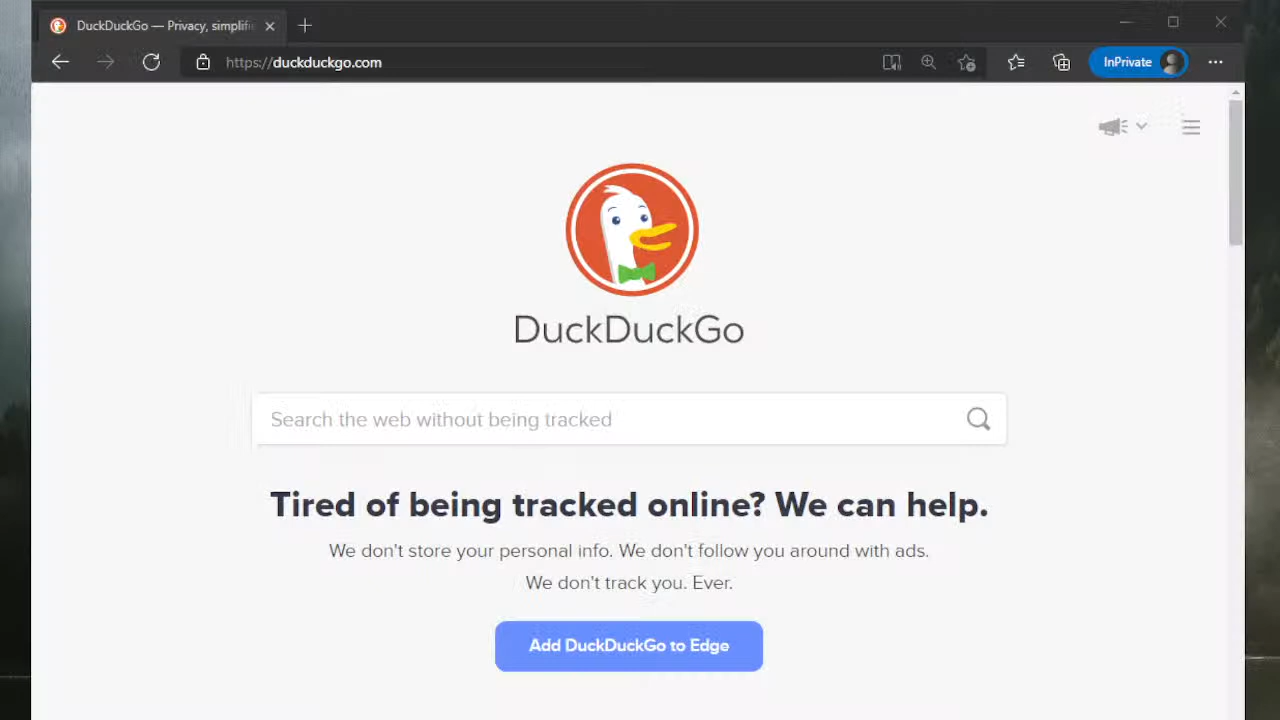 DuckDuckGo — Privacy, simplifie
https://duckduckgo.com
InPrivate
DuckDuckGo
Search the web without being tracked
Tired of being tracked online? We can help.
We don't store your personal info. We don't follow you around with ads.
We don't track you. Ever.
Add DuckDuckGo to Edge